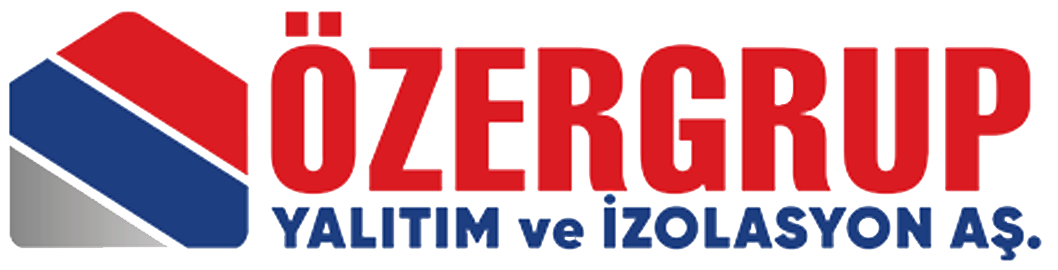 ÖZERGRUP
YALITIM ve İZOLASYON AŞ.